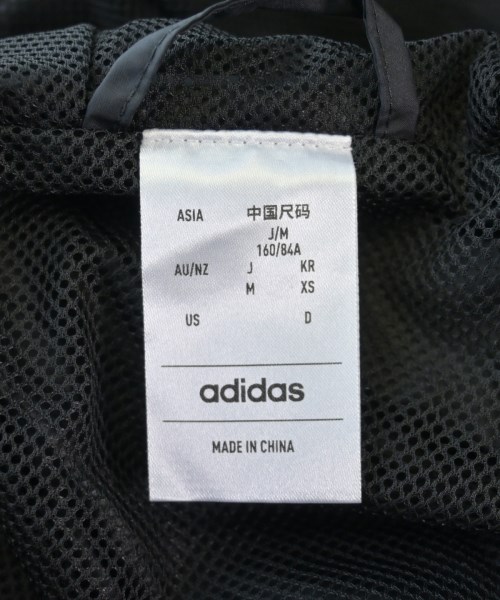 ASIA 中国尺码
J/M
160/84A
AU/NZ J KR
M XS
US D
adidas
MADE IN CHINA